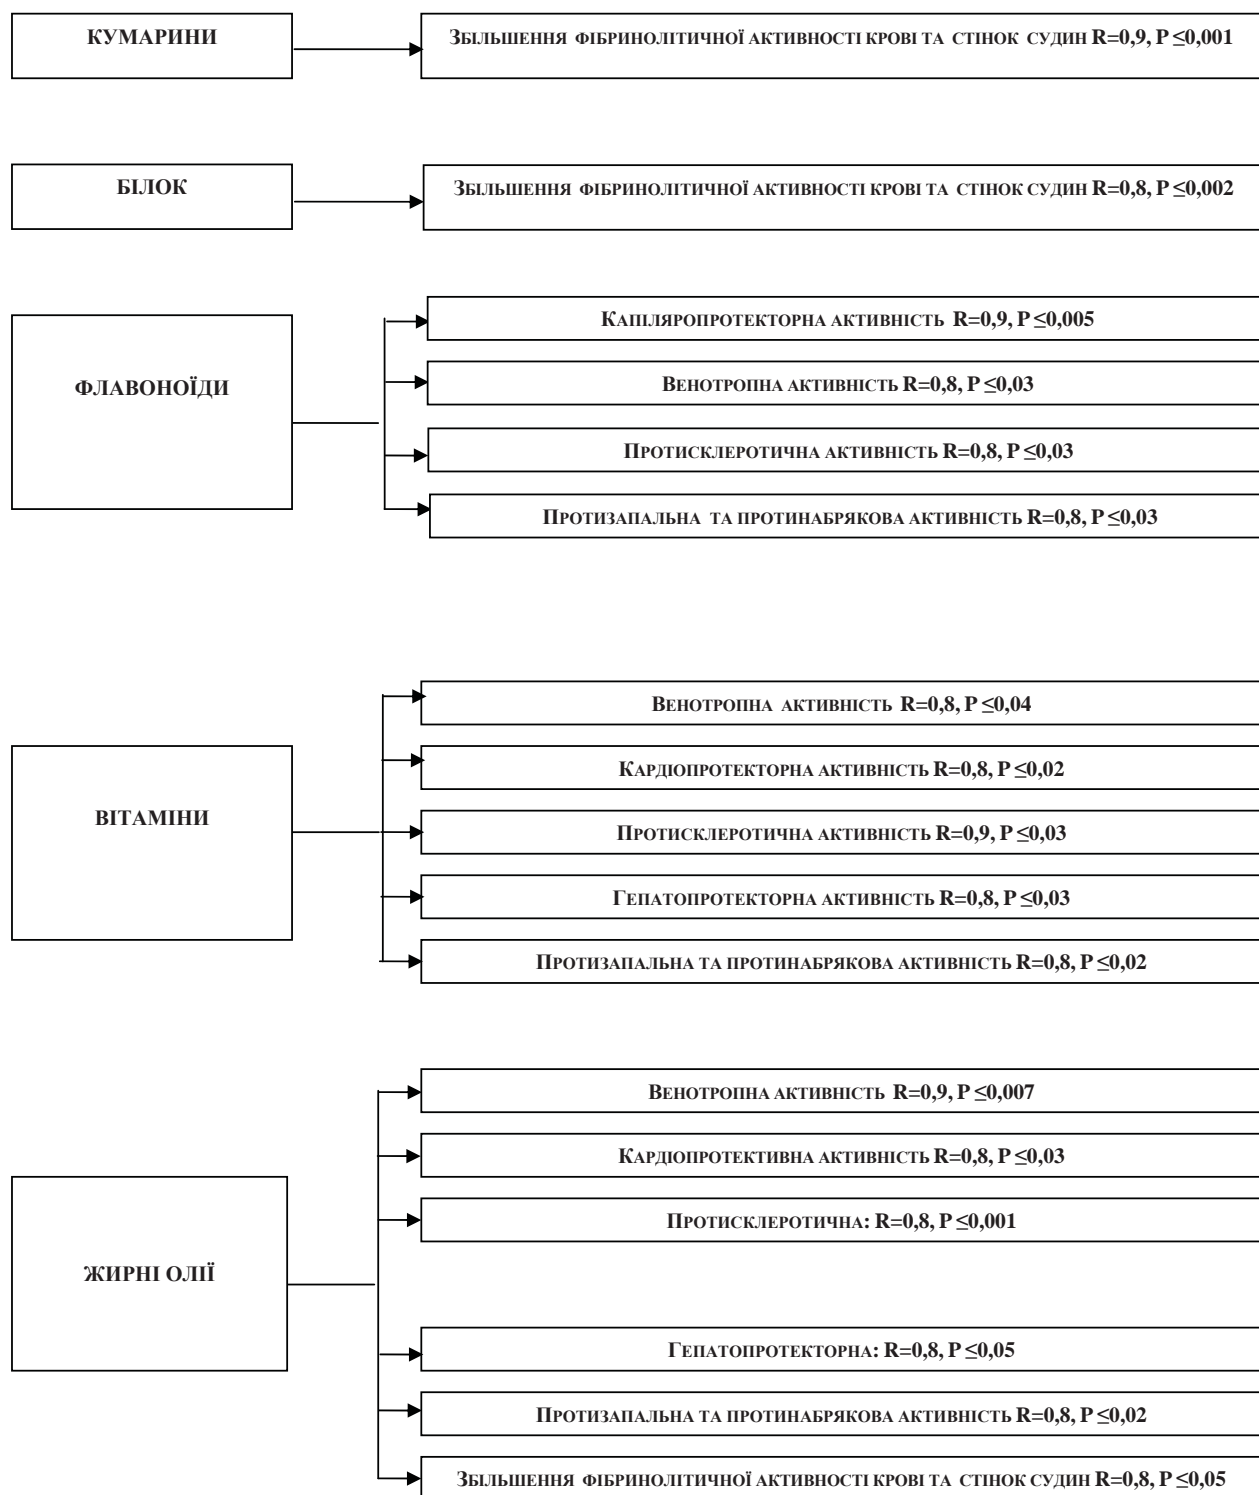 КУМАРИНИ
ЗБІЛЬШЕННЯ ФІБРИНОЛІТИЧНОЇ АКТИВНОСТІ КРОВІ ТА СТІНОК СУДИН R=0,9, P ≤0,001
БІЛОК
ЗБІЛЬШЕННЯ ФІБРИНОЛІТИЧНОЇ АКТИВНОСТІ КРОВІ ТА СТІНОК СУДИН R=0,8, P ≤0,002
ФЛАВОНОЇДИ
КАПІЛЯРОПРОТЕКТОРНА АКТИВНІСТЬ R=0,9, P ≤0,005
ВЕНОТРОПНА АКТИВНІСТЬ R=0,8, P ≤0,03
ПРОТИСКЛЕРОТИЧНА АКТИВНІСТЬ R=0,8, P ≤0,03
ПРОТИЗАПАЛЬНА ТА ПРОТИНАБРЯКОВА АКТИВНІСТЬ R=0,8, P ≤0,03
ВІТАМІНИ
ВЕНОТРОПНА АКТИВНІСТЬ R=0,8, P ≤0,04
КАРДІОПРОТЕКТОРНА АКТИВНІСТЬ R=0,8, P ≤0,02
ПРОТИСКЛЕРОТИЧНА АКТИВНІСТЬ R=0,9, P ≤0,03
ГЕПАТОПРОТЕКТОРНА АКТИВНІСТЬ R=0,8, P ≤0,03
ПРОТИЗАПАЛЬНА ТА ПРОТИНАБРЯКОВА АКТИВНІСТЬ R=0,8, P ≤0,02
ЖИРНІ ОЛІЇ
ВЕНОТРОПНА АКТИВНІСТЬ R=0,9, P ≤0,007
КАРДІОПРОТЕКТИВНА АКТИВНІСТЬ R=0,8, P ≤0,03
ПРОТИСКЛЕРОТИЧНА: R=0,8, P ≤0,001
ГЕПАТОПРОТЕКТОРНА: R=0,8, P ≤0,05
ПРОТИЗАПАЛЬНА ТА ПРОТИНАБРЯКОВА АКТИВНІСТЬ R=0,8, P ≤0,02
ЗБІЛЬШЕННЯ ФІБРИНОЛІТИЧНОЇ АКТИВНОСТІ КРОВІ ТА СТІНОК СУДИН R=0,8, P ≤0,05